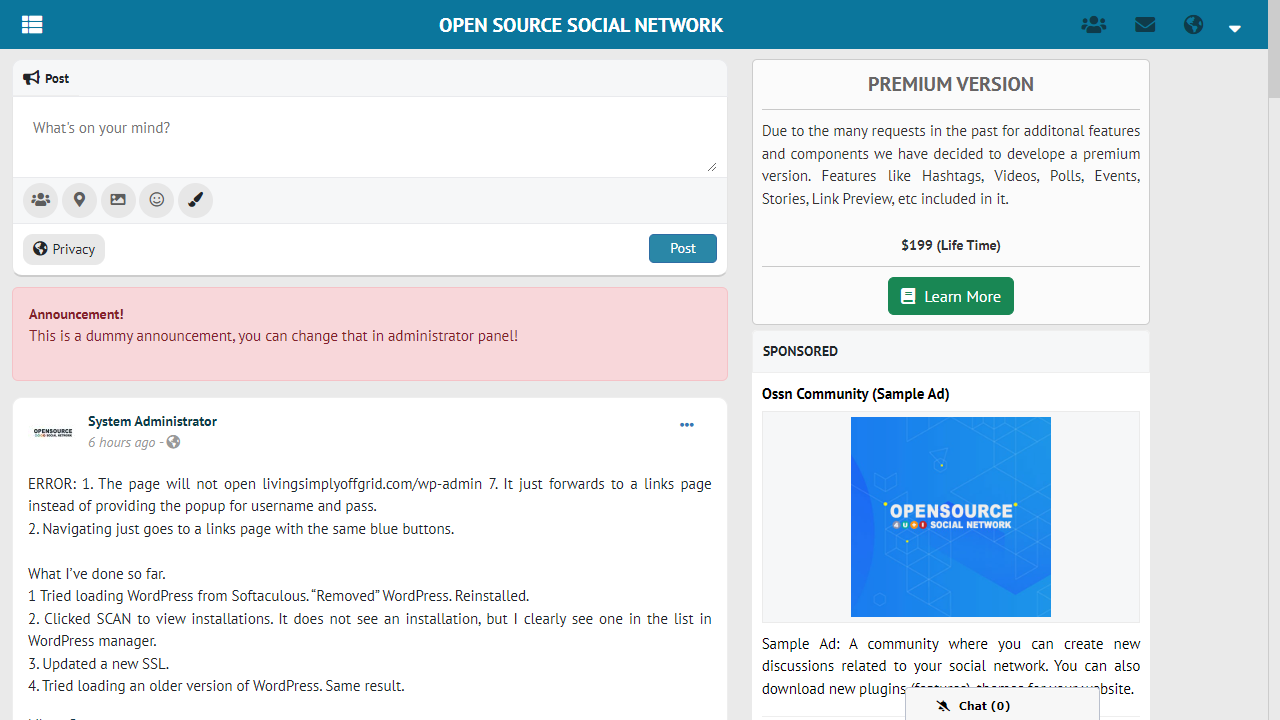 OPEN SOURCE SOCIAL NETWORK
Post
What's on your mind?
Privacy
Post
Announcement!
This is a dummy announcement, you can change that in administrator panel!
System Administrator
6 hours ago -
OPENSOURCE
SOCIAL NETWORK
ERROR: 1. The page will not open livingsimplyoffgrid.com/wp-admin 7. It just forwards to a links page
instead of providing the popup for username and pass.
2. Navigating just goes to a links page with the same blue buttons.
What I’ve done so far.
1 Tried loading WordPress from Softaculous. “Removed” WordPress. Reinstalled.
2. Clicked SCAN to view installations. It does not see an installation, but I clearly see one in the list in
WordPress manager.
3. Updated a new SSL.
4. Tried loading an older version of WordPress. Same result.
PREMIUM VERSION
Due to the many requests in the past for additonal features
and components we have decided to develope a premium
version. Features like Hashtags, Videos, Polls, Events,
Stories, Link Preview, etc included in it.
$199 (Life Time)
Learn More
SPONSORED
Ossn Community (Sample Ad)
OPENSOURCE
SOCIAL NETWORK
Sample Ad: A community where you can create new
discussions related to your social network. You can also
download new plugins (features), themes for your website.
Chat (0)